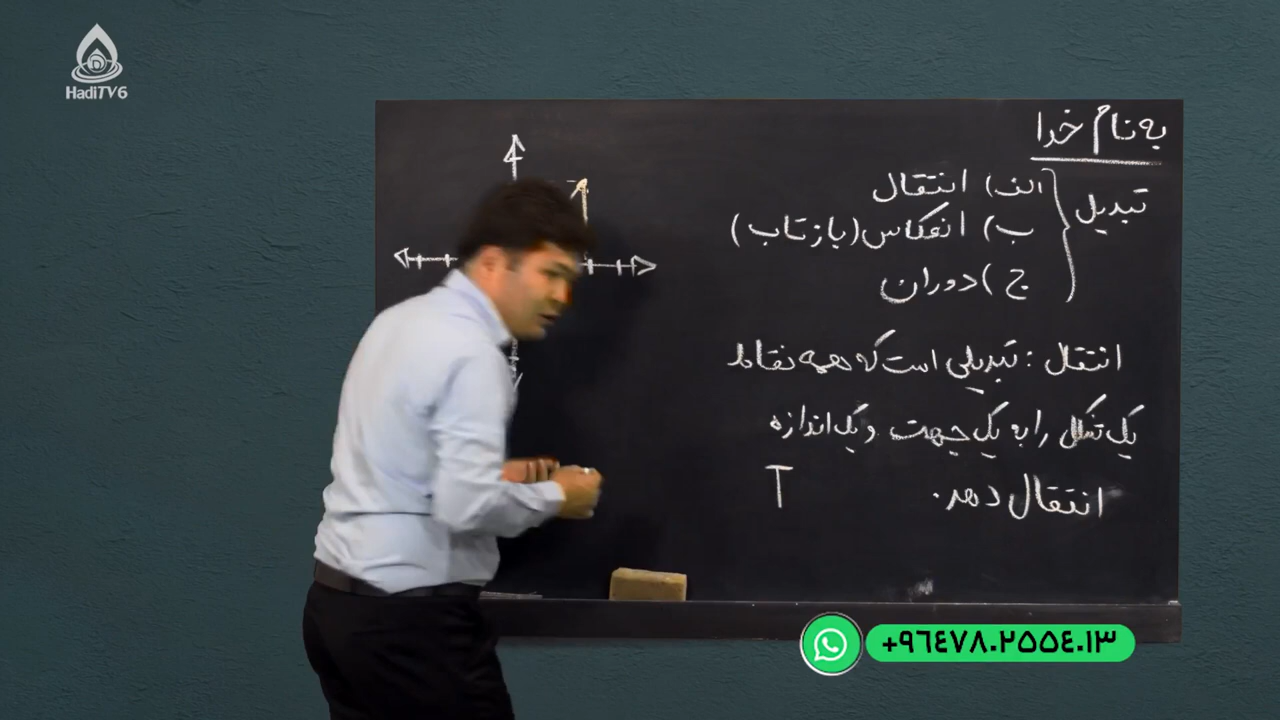 HadiTV6
به نام خدا
تبدیل
الف) انتقال
ب) انعکاس (بازتاب)
ج) دوران
انتقال : تبدیلی است که همه نقاط
یک شکل را به یک جهت و یک اندازه
انتقال دهد.
T
+٩٦٤٧٨٠٢٥٥٤٠١٣